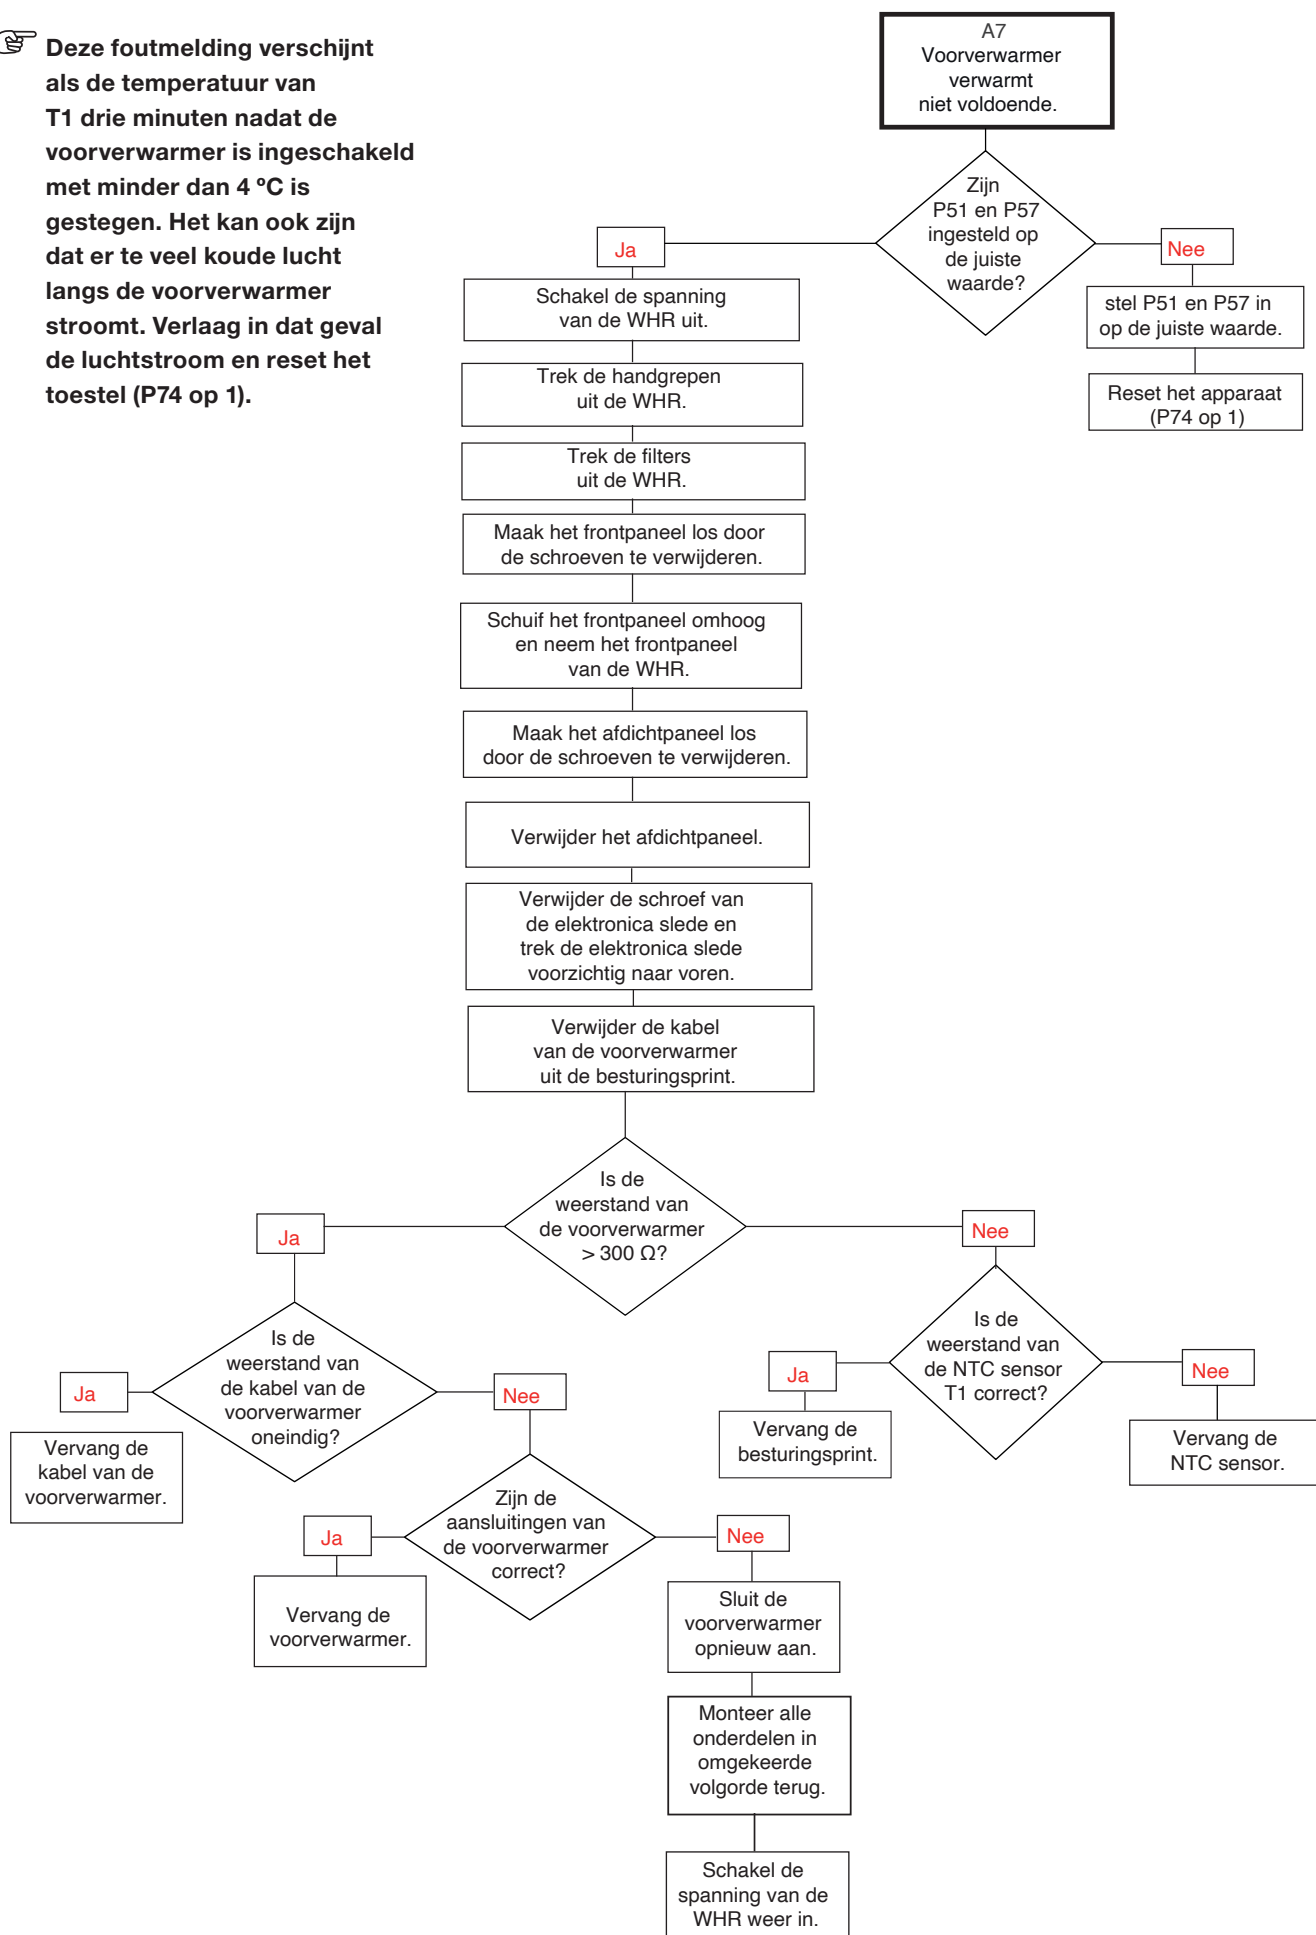 Deze foutmelding verschijnt
als de temperatuur van
T1 drie minuten nadat de
voorverwarmer is ingeschakeld
met minder dan 4 ºC is
gestegen. Het kan ook zijn
dat er te veel koude lucht
langs de voorverwarmer
stroomt. Verlaag in dat geval
de luchtstroom en reset het
toestel (P74 op 1).
A7
Voorverwarmer
verwarmt
niet voldoende.
Zijn
P51 en P57
ingesteld op
de juiste
waarde?
Ja
Nee
Schakel de spanning
van de WHR uit.
stel P51 en P57 in
op de juiste waarde.
Trek de handgrepen
uit de WHR.
Reset het apparaat
(P74 op 1)
Trek de filters
uit de WHR.
Maak het frontpaneel los door
de schroeven te verwijderen.
Schuif het frontpaneel omhoog
en neem het frontpaneel
van de WHR.
Maak het afdichtpaneel los
door de schroeven te verwijderen.
Verwijder het afdichtpaneel.
Verwijder de schroef van
de elektronica slede en
trek de elektronica slede
voorzichtig naar voren.
Verwijder de kabel
van de voorverwarmer
uit de besturingsprint.
Is de
weerstand van
de voorverwarmer
> 300 Ω?
Ja
Nee
Is de
weerstand van
de kabel van de
voorverwarmer
oneindig?
Is de
weerstand van
de NTC sensor
T1 correct?
Ja
Nee
Ja
Nee
Vervang de
kabel van de
voorverwarmer.
Vervang de
besturingsprint.
Vervang de
NTC sensor.
Zijn de
aansluitingen van
de voorverwarmer
correct?
Ja
Nee
Vervang de
voorverwarmer.
Sluit de
voorverwarmer
opnieuw aan.
Monteer alle
onderdelen in
omgekeerde
volgorde terug.
Schakel de
spanning van de
WHR weer in.